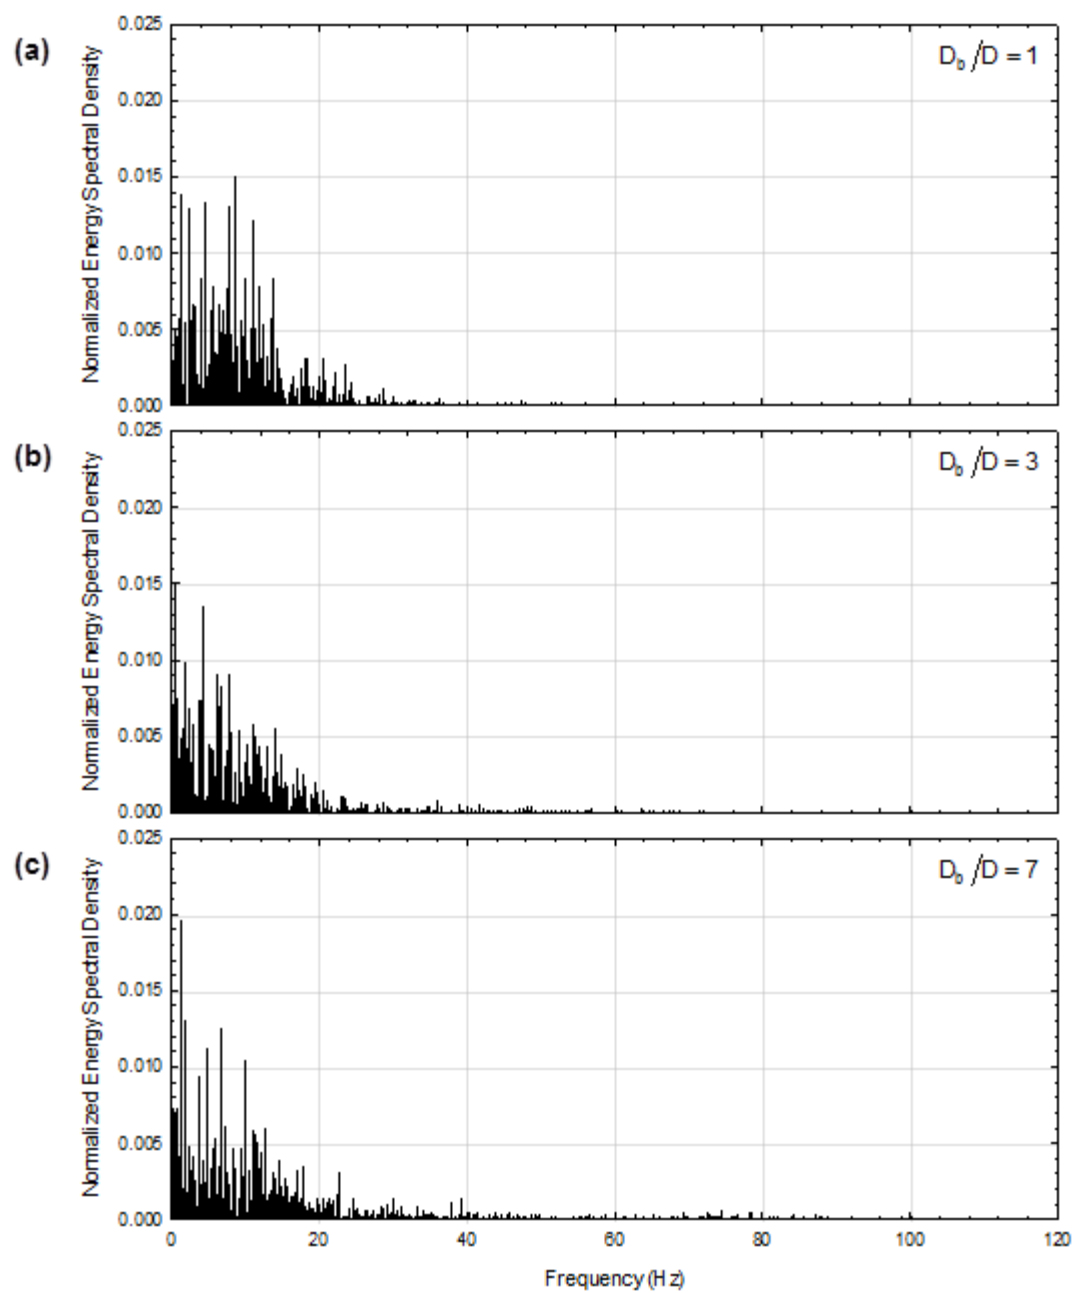 (a)
Normalized Energy Spectral Density
0.025
0.020
0.015
0.010
0.005
0.000
D_b /D = 1
(b)
Normalized Energy Spectral Density
0.025
0.020
0.015
0.010
0.005
0.000
D_b /D = 3
(c)
Normalized Energy Spectral Density
0.025
0.020
0.015
0.010
0.005
0.000
D_b /D = 7
0 20 40 60 80 100 120
Frequency (Hz)